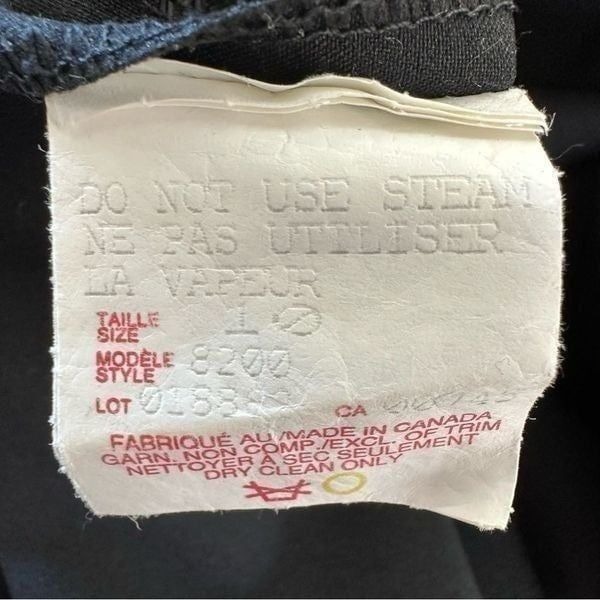 DO NOT USE STEAM
NE PAS UTILISER
LA VAPEUR
TAILLE
SIZE 10
MODÈLE
STYLE 8200
LOT
CA
FABRIQUÉ AU/MADE IN CANADA
GARN. NON COMP./EXCL. OF TRIM
NETTOYER À SEC SEULEMENT
DRY CLEAN ONLY